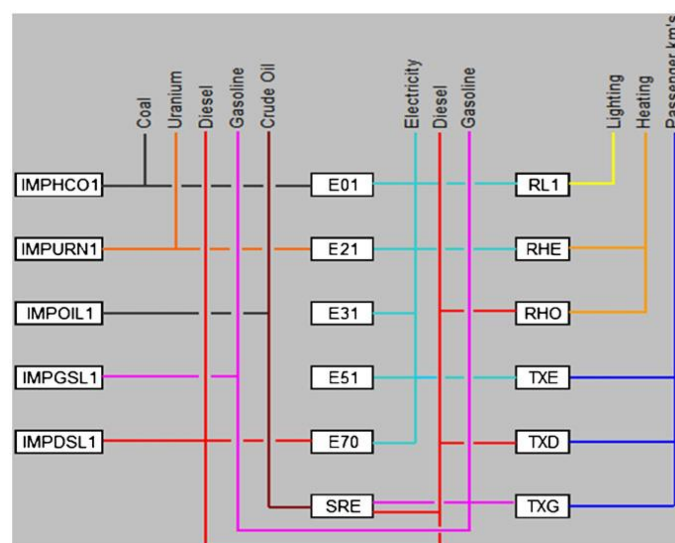 Coal
Uranium
Diesel
Gasoline
Crude Oil
Electricity
Diesel
Gasoline
Lighting
Heating
Passenger km's
IMPHCO1 E01 RL1
IMPURN1 E21 RHE
IMPOIL1 E31 RHO
IMPGSL1 E51 TXE
IMPDSL1 E70 TXD
SRE TXG